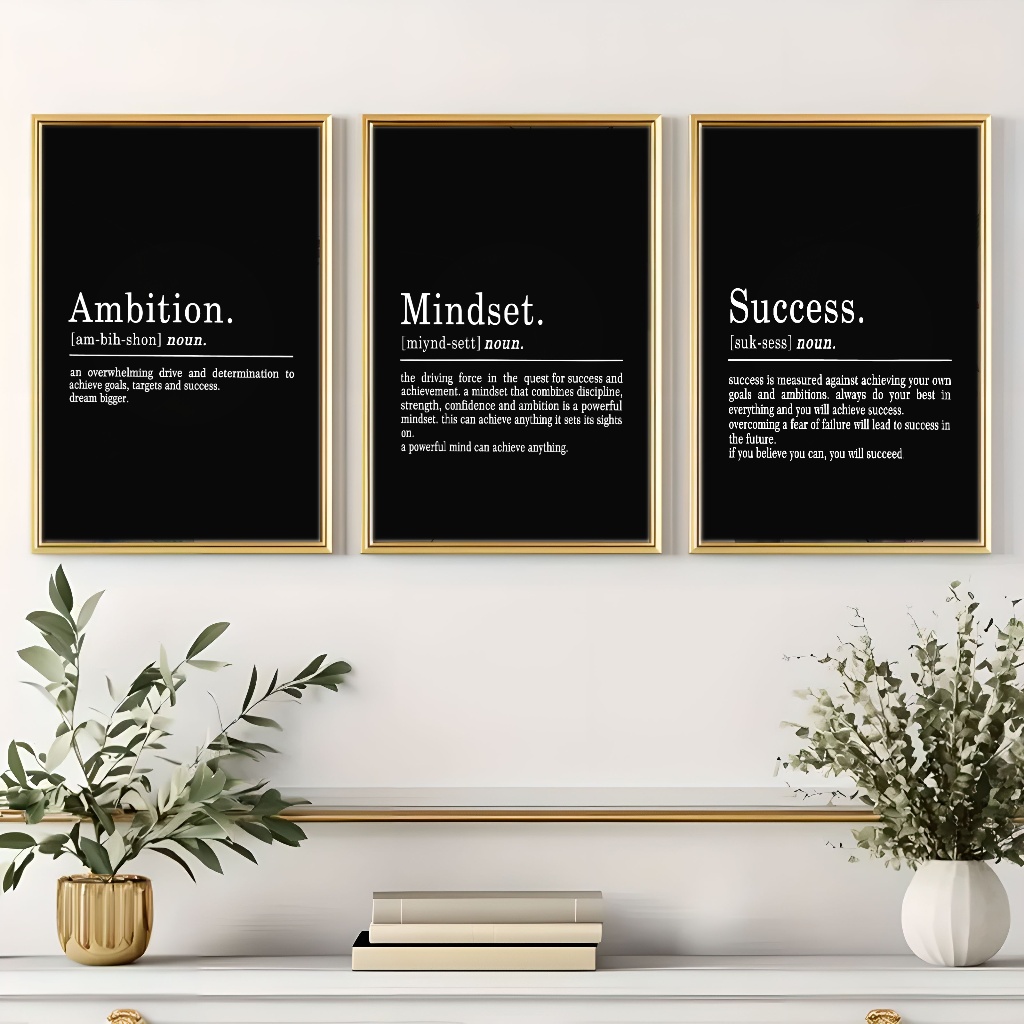 Ambition.
[am-bih-shon] noun.
an overwhelming drive and determination to
achieve goals, targets and success.
dream bigger.
Mindset.
[miynd-sett] noun.
the driving force in the quest for success and
achievement. a mindset that combines discipline,
strength, confidence and ambition is a powerful
mindset. this can achieve anything it sets its sights
on.
a powerful mind can achieve anything.
Success.
[suk-sess] noun.
success is measured against achieving your own
goals and ambitions. always do your best in
everything and you will achieve success.
overcoming a fear of failure will lead to success in
the future.
if you believe you can, you will succeed